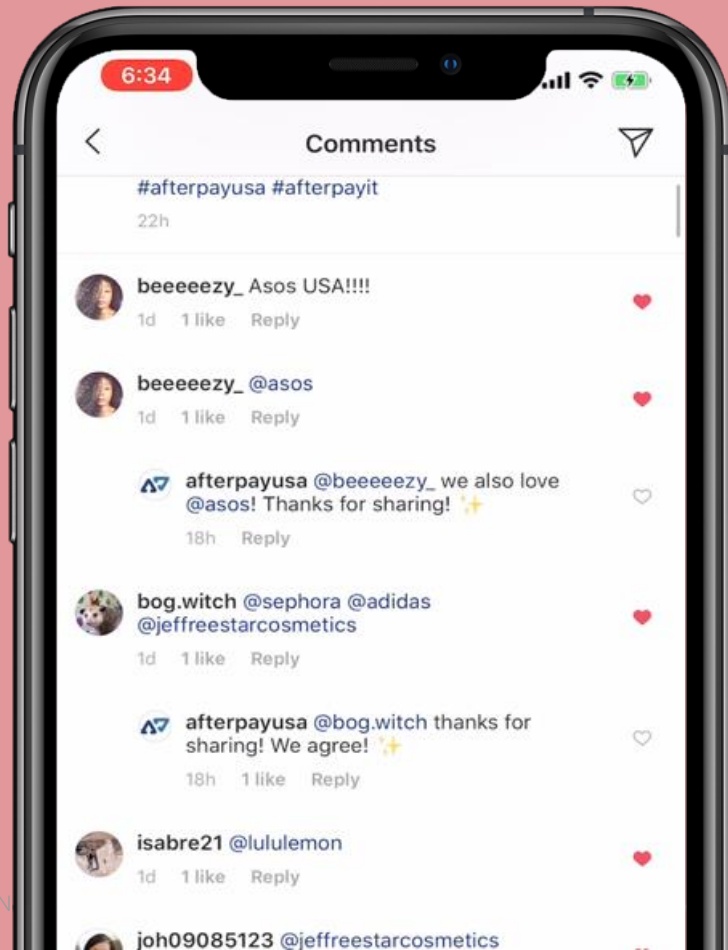 6:34
Comments
#afterpayusa #afterpayit
22h
beeeeezy_ Asos USA!!!!
1d 1 like Reply
beeeeezy_ @asos
1d 1 like Reply
afterpayusa @beeeeezy_ we also love
@asos! Thanks for sharing! ✨
18h Reply
bog.witch @sephora @adidas
@jeffreestarcosmetics
1d 1 like Reply
afterpayusa @bog.witch thanks for
sharing! We agree! ✨
18h 1 like Reply
isabre21 @lululemon
1d 1 like Reply
joh09085123 @jeffreestarcosmetics